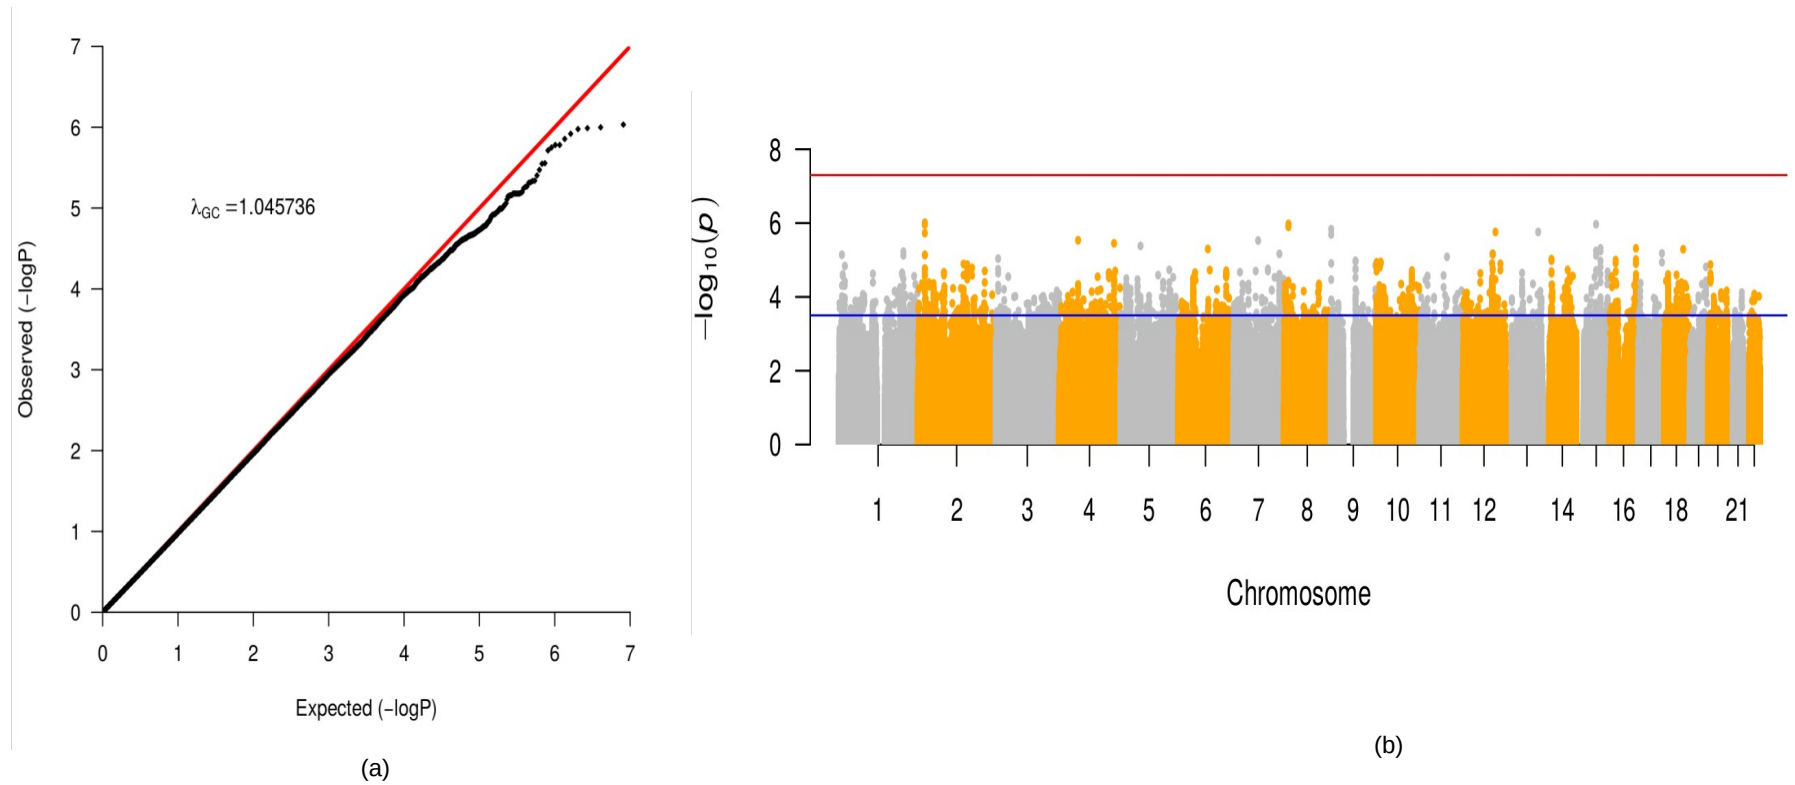 7
6
5
4
3
2
1
0
Observed (−logP)
λGC =1.045736
0 1 2 3 4 5 6 7
Expected (−logP)
(a)
8
6
4
2
0
−log10(p)
1 2 3 4 5 6 7 8 9 10 11 12 14 16 18 21
Chromosome
(b)